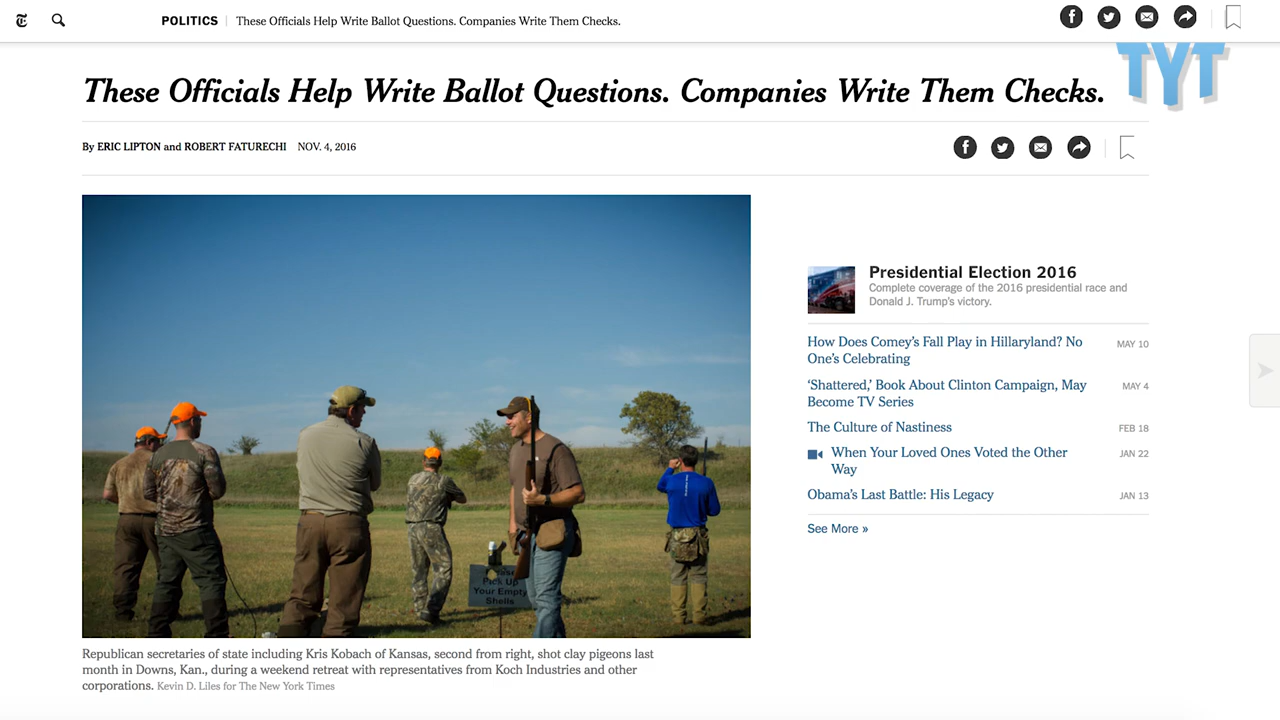 POLITICS These Officials Help Write Ballot Questions. Companies Write Them Checks.
TYT
These Officials Help Write Ballot Questions. Companies Write Them Checks.
By ERIC LIPTON and ROBERT FATURECHI NOV. 4, 2016
Presidential Election 2016
Complete coverage of the 2016 presidential race and
Donald J. Trump's victory.
How Does Comey's Fall Play in Hillaryland? No
One's Celebrating
MAY 10
'Shattered,' Book About Clinton Campaign, May
Become TV Series
MAY 4
The Culture of Nastiness
FEB 18
When Your Loved Ones Voted the Other
Way
JAN 22
Obama's Last Battle: His Legacy
JAN 13
See More »
Please
Pick Up
Your Empty
Shells
Republican secretaries of state including Kris Kobach of Kansas, second from right, shot clay pigeons last
month in Downs, Kan., during a weekend retreat with representatives from Koch Industries and other
corporations. Kevin D. Liles for The New York Times